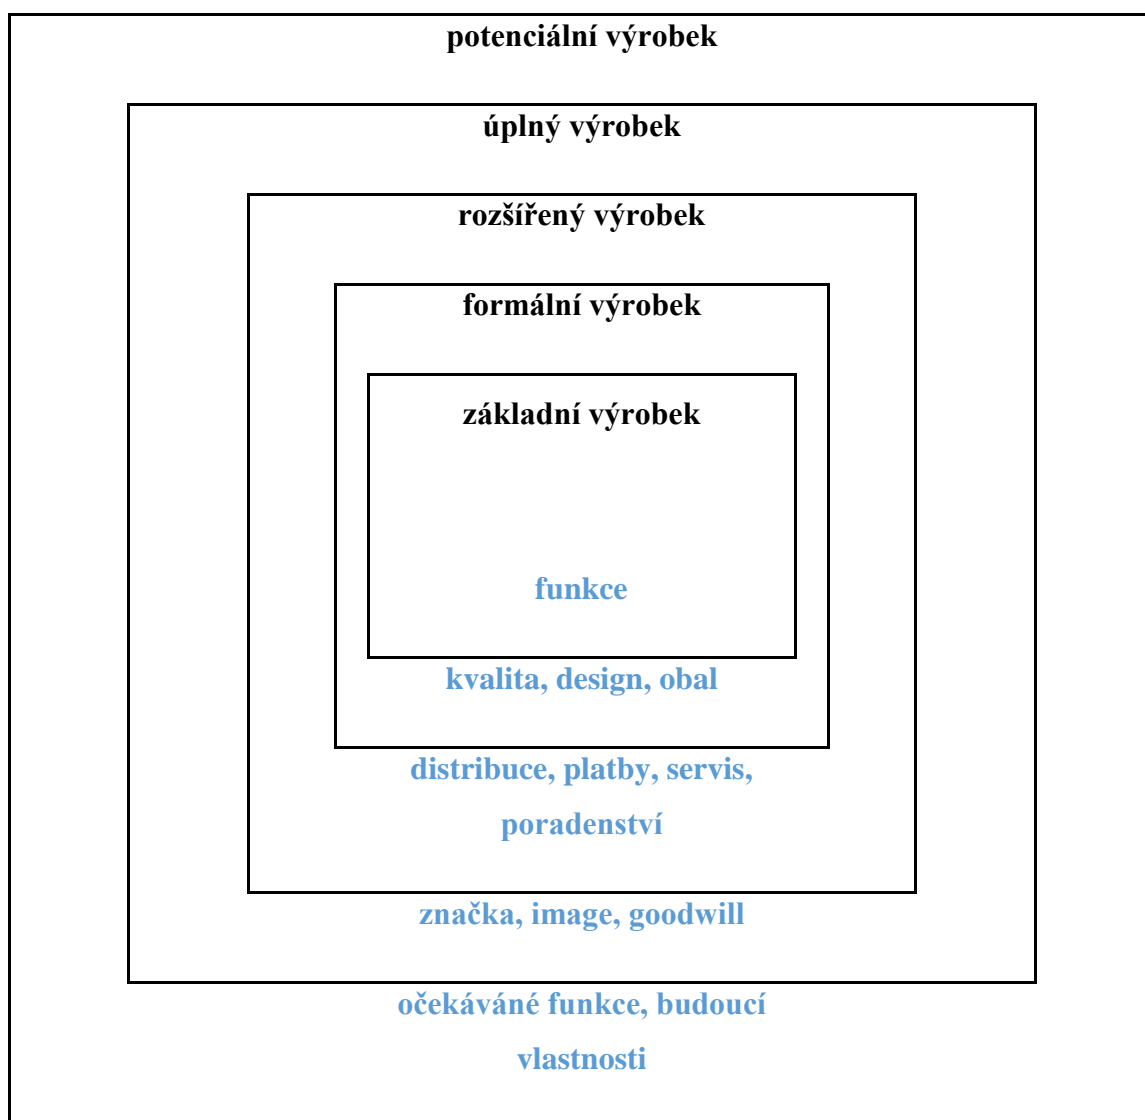 potenciální výrobek
úplný výrobek
rozšířený výrobek
formální výrobek
základní výrobek
funkce
kvalita, design, obal
distribuce, platby, servis,
poradenství
značka, image, goodwill
očekáváné funkce, budoucí
vlastnosti